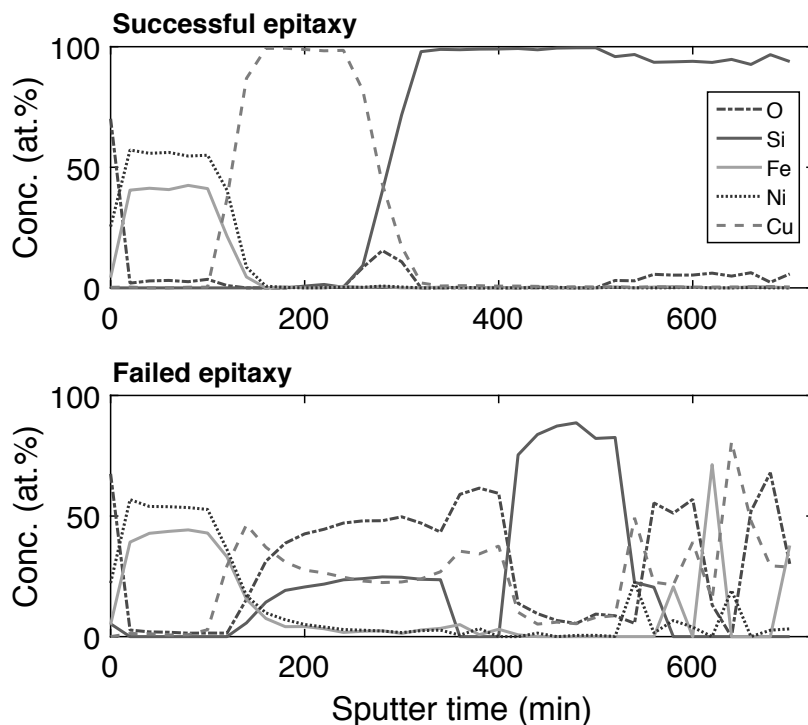 Successful epitaxy
100
50
0
Conc. (at.%)
0
200
400
600
O
Si
Fe
Ni
Cu
Failed epitaxy
100
50
0
Conc. (at.%)
0
200
400
600
Sputter time (min)